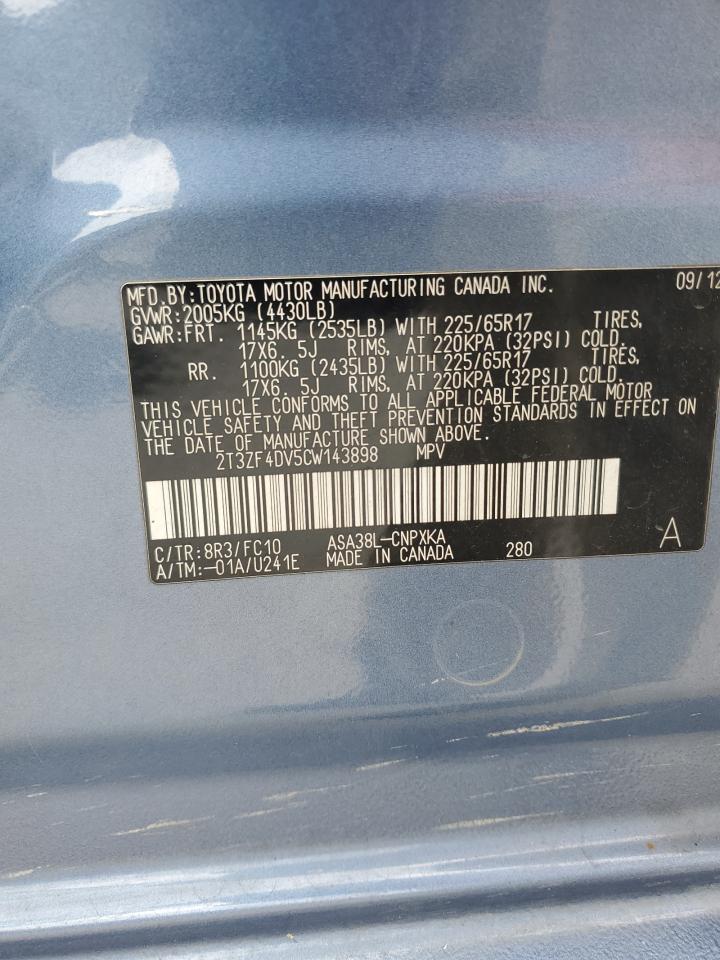 MFD.BY:TOYOTA MOTOR MANUFACTURING CANADA INC. 09/12
GVWR:2005KG (4430LB)
GAWR:FRT. 1145KG (2535LB) WITH 225/65R17 TIRES,
17X6. 5J RIMS, AT 220KPA (32PSI) COLD.
RR. 1100KG (2435LB) WITH 225/65R17 TIRES,
17X6. 5J RIMS, AT 220KPA (32PSI) COLD.
THIS VEHICLE CONFORMS TO ALL APPLICABLE FEDERAL MOTOR
VEHICLE SAFETY AND THEFT PREVENTION STANDARDS IN EFFECT ON
THE DATE OF MANUFACTURE SHOWN ABOVE.
2T3ZF4DV5CW143898 MPV
C/TR:8R3/FC10 ASA38L-CNPXKA
A/TM:-01A/U241E MADE IN CANADA 280 A